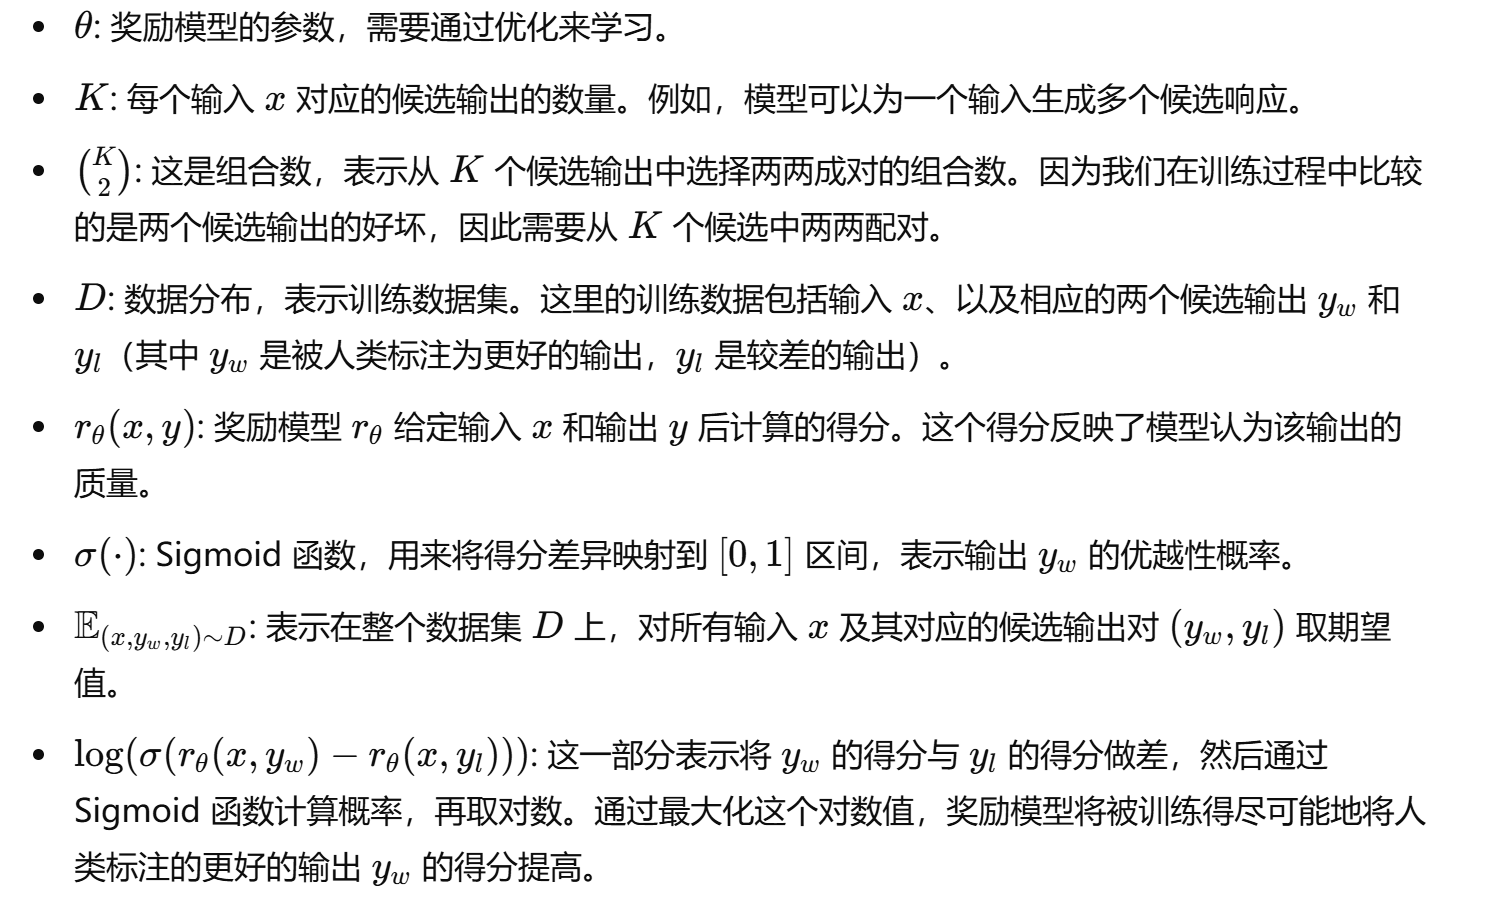 • θ: 奖励模型的参数，需要通过优化来学习。
• K: 每个输入 x 对应的候选输出的数量。例如，模型可以为一个输入生成多个候选响应。
• (K 2): 这是组合数，表示从 K 个候选输出中选择两两成对的组合数。因为我们在训练过程中比较
的是两个候选输出的好坏，因此需要从 K 个候选中两两配对。
• D: 数据分布，表示训练数据集。这里的训练数据包括输入 x、以及相应的两个候选输出 y_w 和
y_l（其中 y_w 是被人类标注为更好的输出，y_l 是较差的输出）。
• r_θ(x, y): 奖励模型 r_θ 给定输入 x 和输出 y 后计算的得分。这个得分反映了模型认为该输出的
质量。
• σ(·): Sigmoid 函数，用来将得分差异映射到 [0, 1] 区间，表示输出 y_w 的优越性概率。
• 𝔼_(x,y_w,y_l)∼D: 表示在整个数据集 D 上，对所有输入 x 及其对应的候选输出对 (y_w, y_l) 取期望
值。
• log(σ(r_θ(x, y_w) − r_θ(x, y_l))): 这一部分表示将 y_w 的得分与 y_l 的得分做差，然后通过
Sigmoid 函数计算概率，再取对数。通过最大化这个对数值，奖励模型将被训练得尽可能地将人
类标注的更好的输出 y_w 的得分提高。